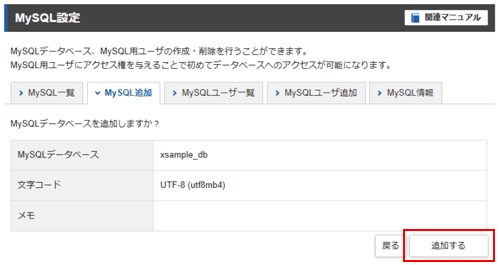 MySQL設定
関連マニュアル
MySQLデータベース、MySQL用ユーザの作成・削除を行うことができます。
MySQL用ユーザにアクセス権を与えることで初めてデータベースへのアクセスが可能になります。
MySQL一覧
MySQL追加
MySQLユーザ一覧
MySQLユーザ追加
MySQL情報
MySQLデータベースを追加しますか？
MySQLデータベース xsample_db
文字コード UTF-8 (utf8mb4)
メモ
戻る 追加する